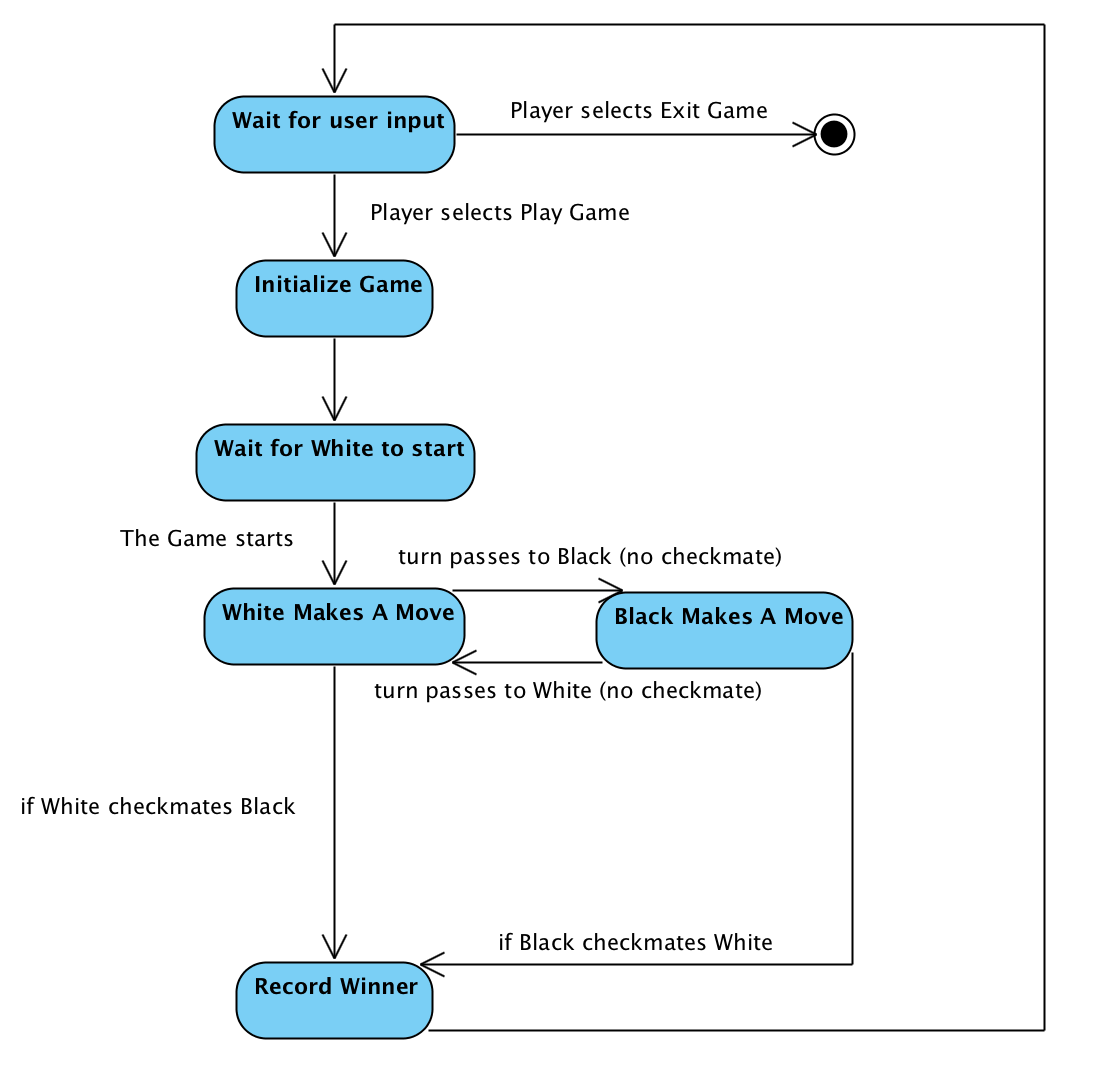 Wait for user input
Player selects Exit Game
Player selects Play Game
Initialize Game
Wait for White to start
The Game starts
turn passes to Black (no checkmate)
White Makes A Move
Black Makes A Move
turn passes to White (no checkmate)
if White checkmates Black
if Black checkmates White
Record Winner